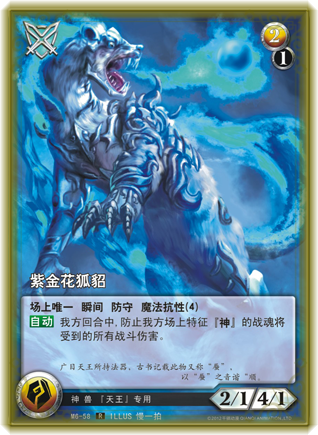 2
1
紫金花狐貂
场上唯一 瞬间 防守 魔法抗性(4)
自动 我方回合中,防止我方场上特征『神』的战魂将
受到的所有战斗伤害。
广目天王所持法器,古书记载此物又称“蜃”,
以“蜃”之音谐“顺。
神 兽 『天王』专用
2/1/4/1
R ILLUS 慢一拍